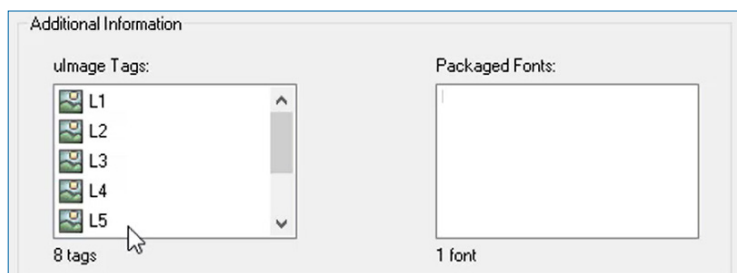 Additional Information
uImage Tags:
Packaged Fonts:
L1
L2
L3
L4
L5
8 tags
1 font